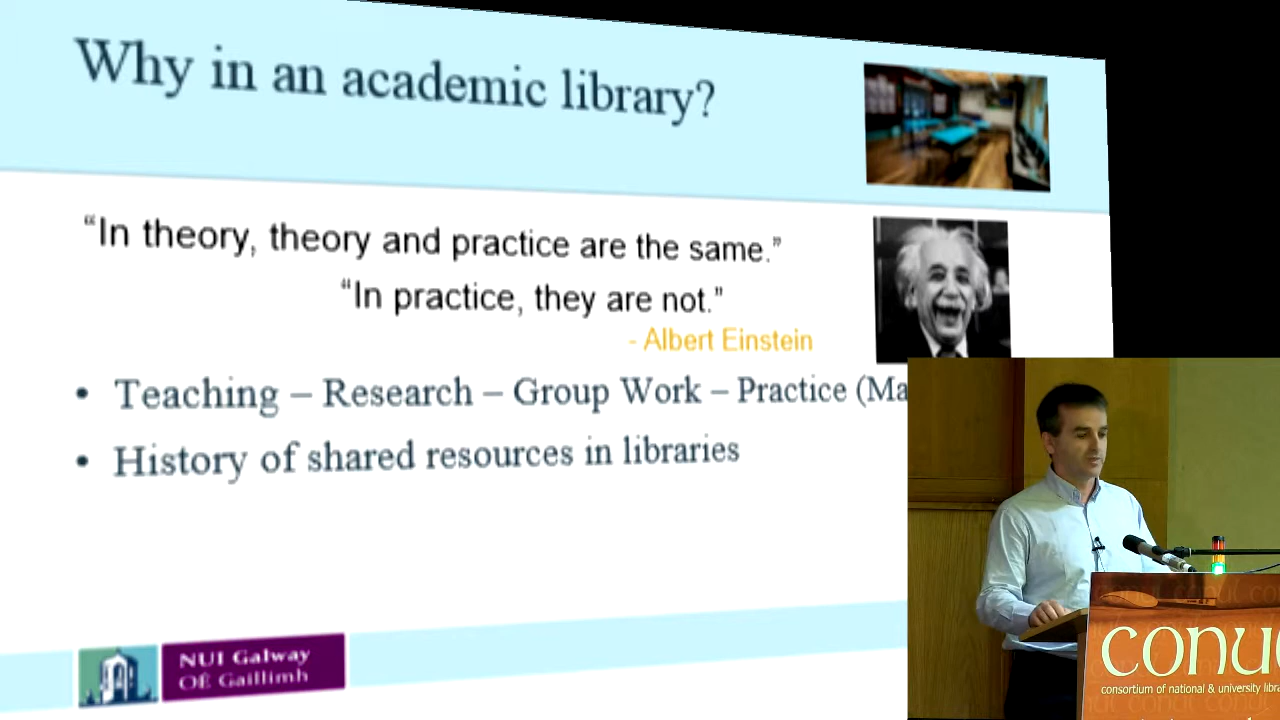 Why in an academic library?
“In theory, theory and practice are the same.”
“In practice, they are not.”
- Albert Einstein
• Teaching – Research – Group Work – Practice (Ma
• History of shared resources in libraries
NUI Galway
OÉ Gaillimh
conu
consortium of national & university libra